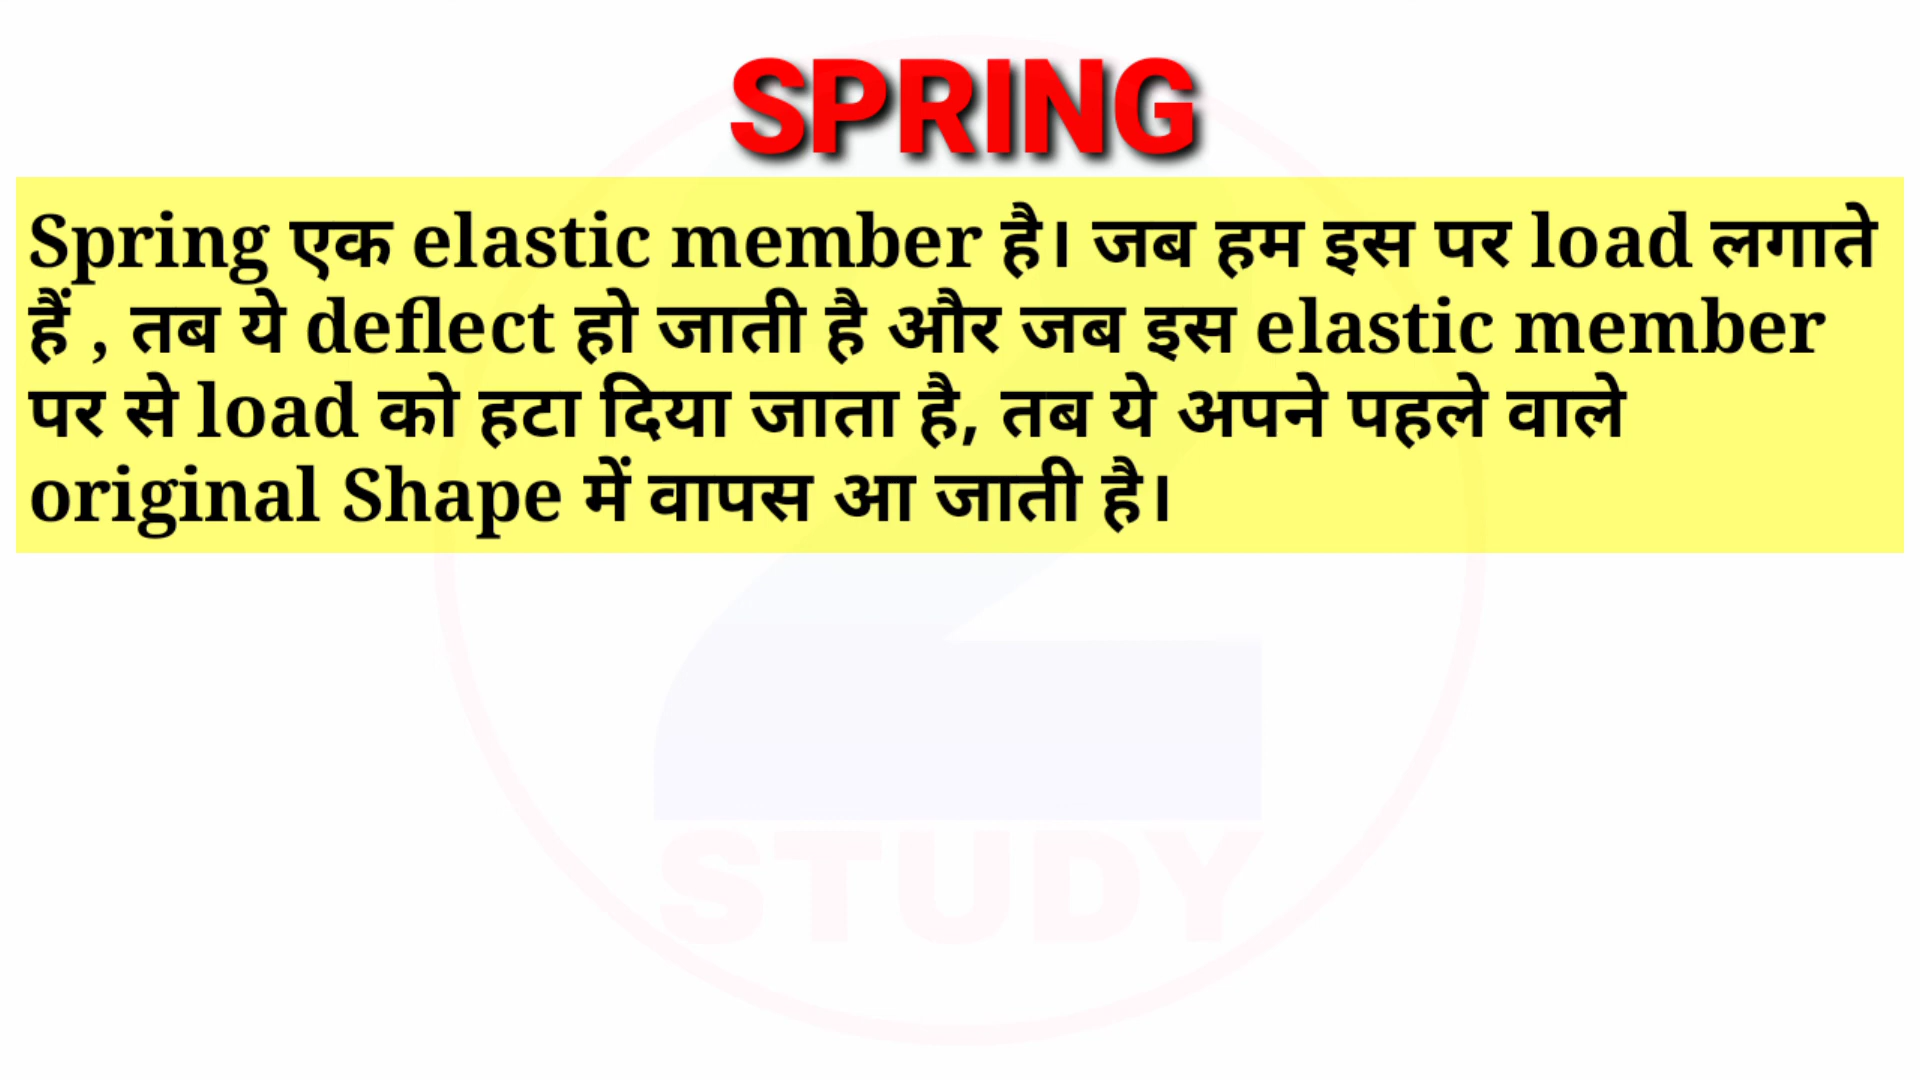 SPRING
Spring एक elastic member है। जब हम इस पर load लगाते
हैं , तब ये deflect हो जाती है और जब इस elastic member
पर से load को हटा दिया जाता है, तब ये अपने पहले वाले
original Shape में वापस आ जाती है।
2
STUDY